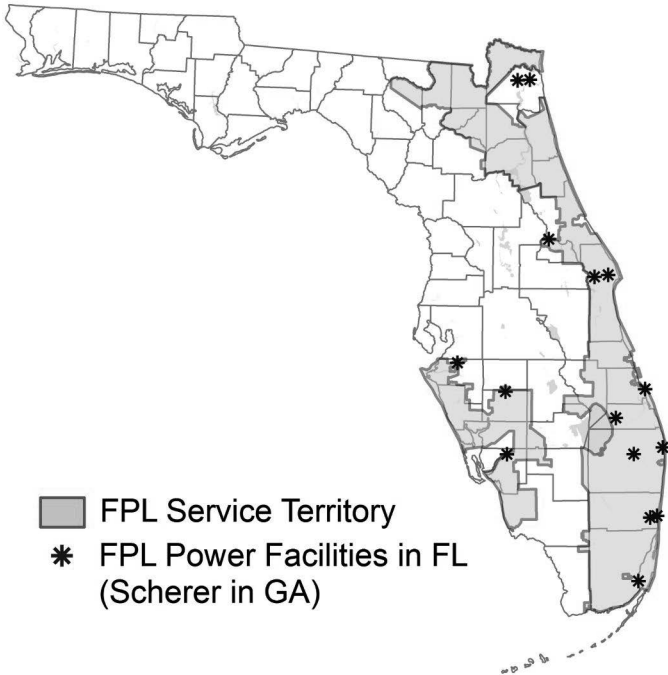 FPL Service Territory
FPL Power Facilities in FL
(Scherer in GA)